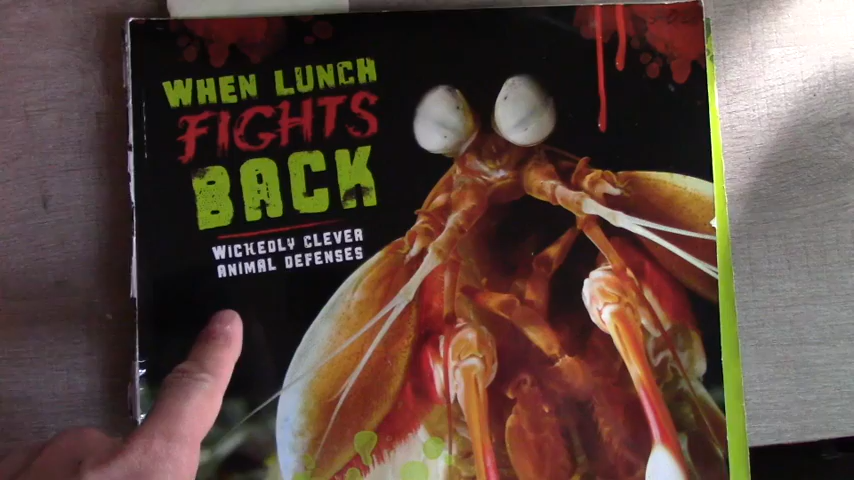 WHEN LUNCH
FIGHTS
BACK
WICKEDLY CLEVER
ANIMAL DEFENSES